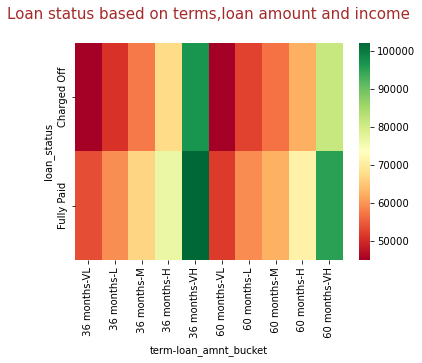 Loan status based on terms,loan amount and income
loan_status
Charged Off
Fully Paid
36 months-VL
36 months-L
36 months-M
36 months-H
36 months-VH
60 months-VL
60 months-L
60 months-M
60 months-H
60 months-VH
term-loan_amnt_bucket
100000
90000
80000
70000
60000
50000